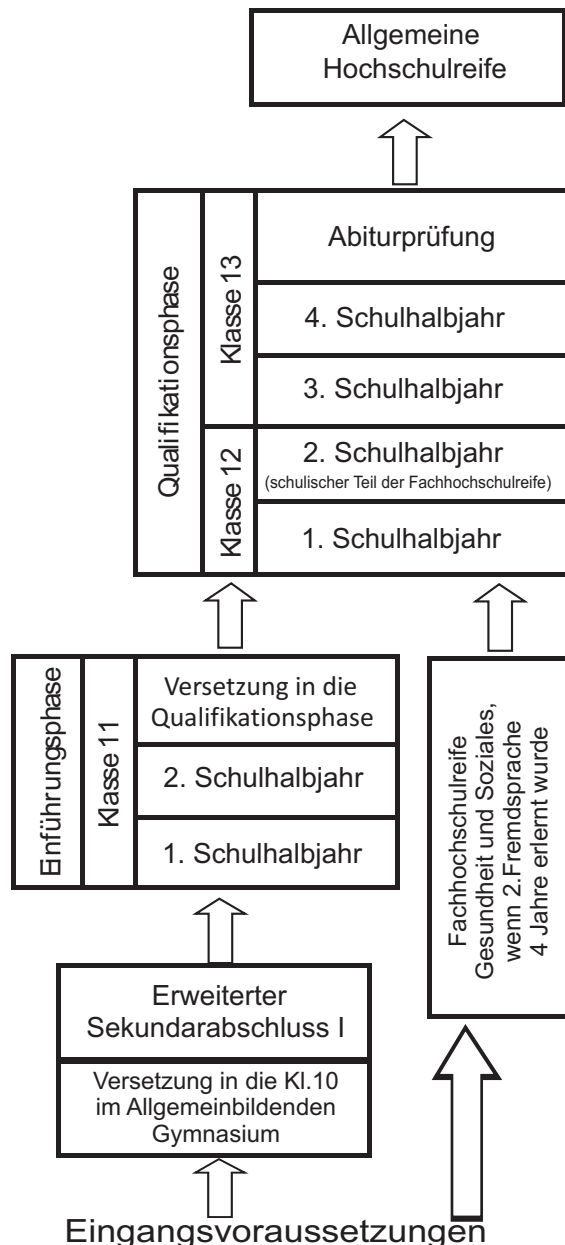 Allgemeine
Hochschulreife
Qualifikationsphase
Klasse 13
Abiturprüfung
4. Schulhalbjahr
3. Schulhalbjahr
Klasse 12
2. Schulhalbjahr
(schulischer Teil der Fachhochschulreife)
1. Schulhalbjahr
Einführungsphase
Klasse 11
Versetzung in die
Qualifikationsphase
2. Schulhalbjahr
1. Schulhalbjahr
Fachhochschulreife
Gesundheit und Soziales,
wenn 2.Fremdsprache
4 Jahre erlernt wurde
Erweiterter
Sekundarabschluss I
Versetzung in die Kl.10
im Allgemeinbildenden
Gymnasium
Eingangsvoraussetzungen